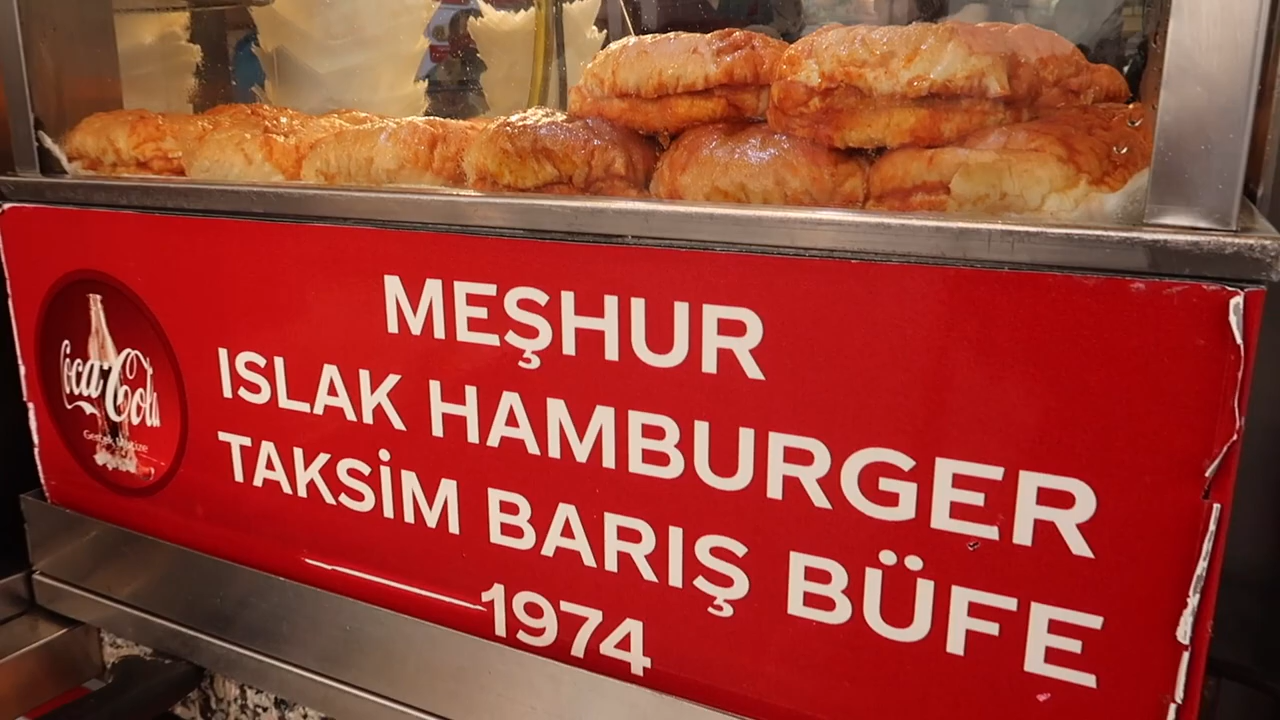 MEŞHUR
ISLAK HAMBURGER
TAKSİM BARIŞ BÜFE
1974
Coca-Cola